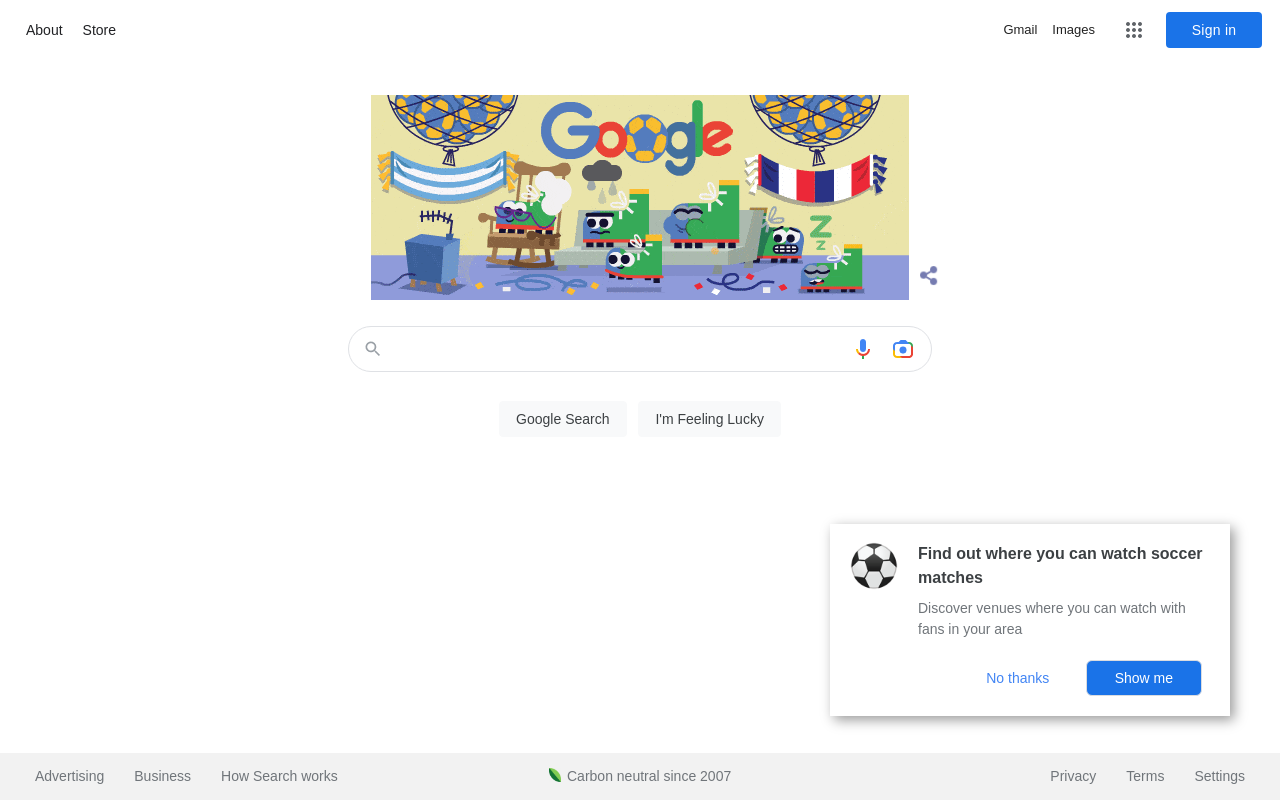 About Store Gmail Images Sign in
Google
z
z
Google Search I'm Feeling Lucky
Find out where you can watch soccer
matches
Discover venues where you can watch with
fans in your area
No thanks Show me
Advertising Business How Search works Carbon neutral since 2007 Privacy Terms Settings